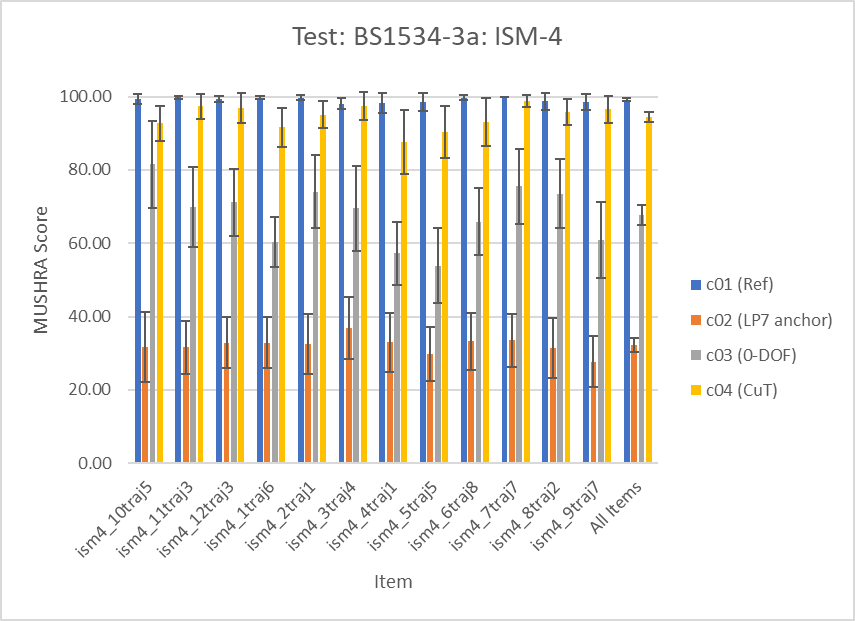 Test: BS1534-3a: ISM-4
100.00
80.00
60.00
40.00
20.00
0.00
MUSHRA Score
ism4_10traj5
ism4_11traj3
ism4_12traj3
ism4_1traj6
ism4_2traj1
ism4_3traj4
ism4_4traj1
ism4_5traj5
ism4_6traj8
ism4_7traj7
ism4_8traj2
ism4_9traj7
All Items
Item
c01 (Ref)
c02 (LP7 anchor)
c03 (0-DOF)
c04 (CuT)